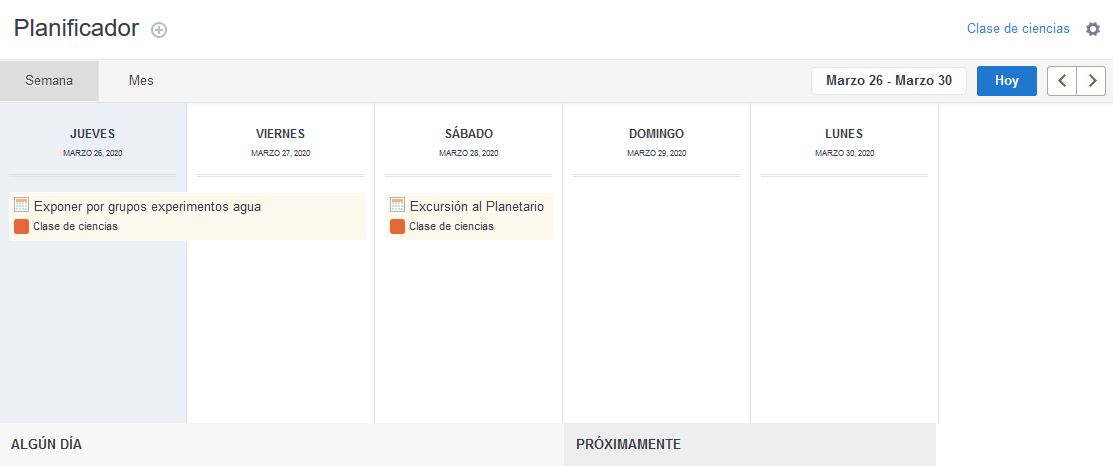 Planificador
Clase de ciencias
Semana
Mes
Marzo 26 - Marzo 30
Hoy
JUEVES
MARZO 26, 2020
VIERNES
MARZO 27, 2020
SÁBADO
MARZO 28, 2020
DOMINGO
MARZO 29, 2020
LUNES
MARZO 30, 2020
Exponer por grupos experimentos agua
Clase de ciencias
Excursión al Planetario
Clase de ciencias
ALGÚN DÍA
PRÓXIMAMENTE